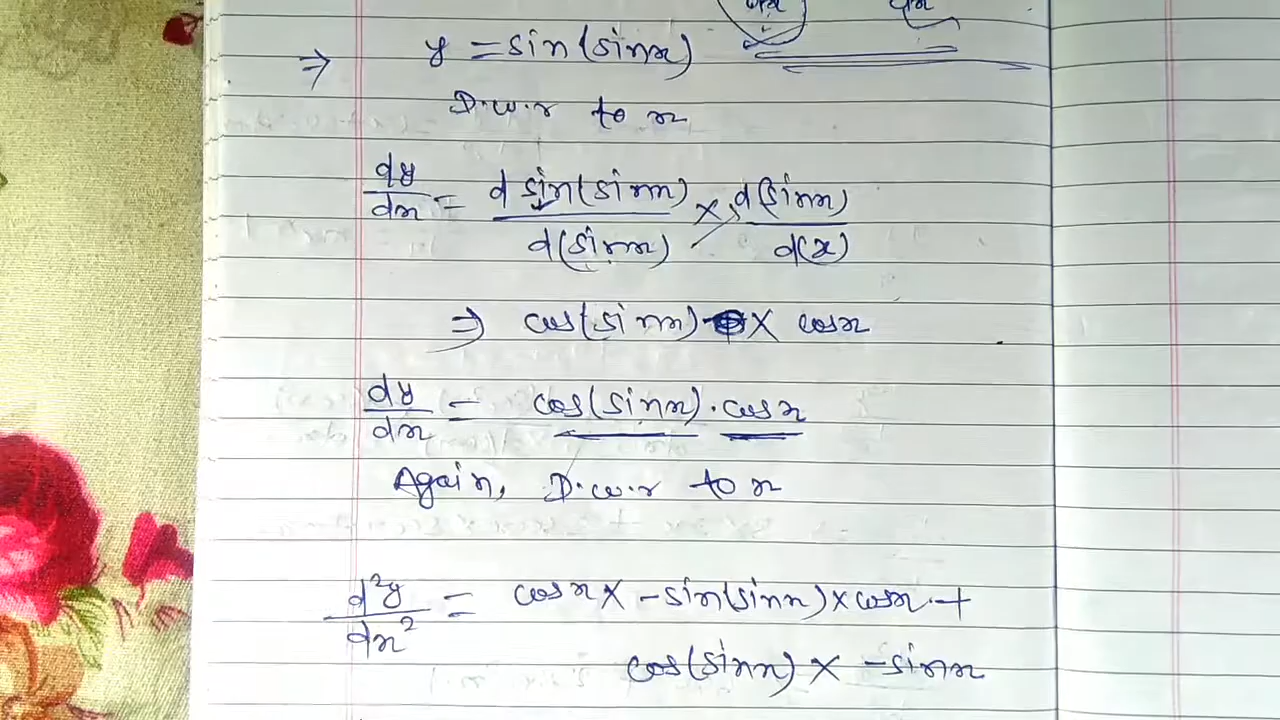 ⇒ y = sin(sinx)
D.w.r to x
dy/dx = d sin(sinx)/d(sinx) × d(sinx)/d(x)
⇒ cos(sinx) × cosx
dy/dx = cos(sinx) . cosx
Again, D.w.r to x
d²y/dx² = cosx × -sin(sinx) × cosx +
cos(sinx) × -sinx